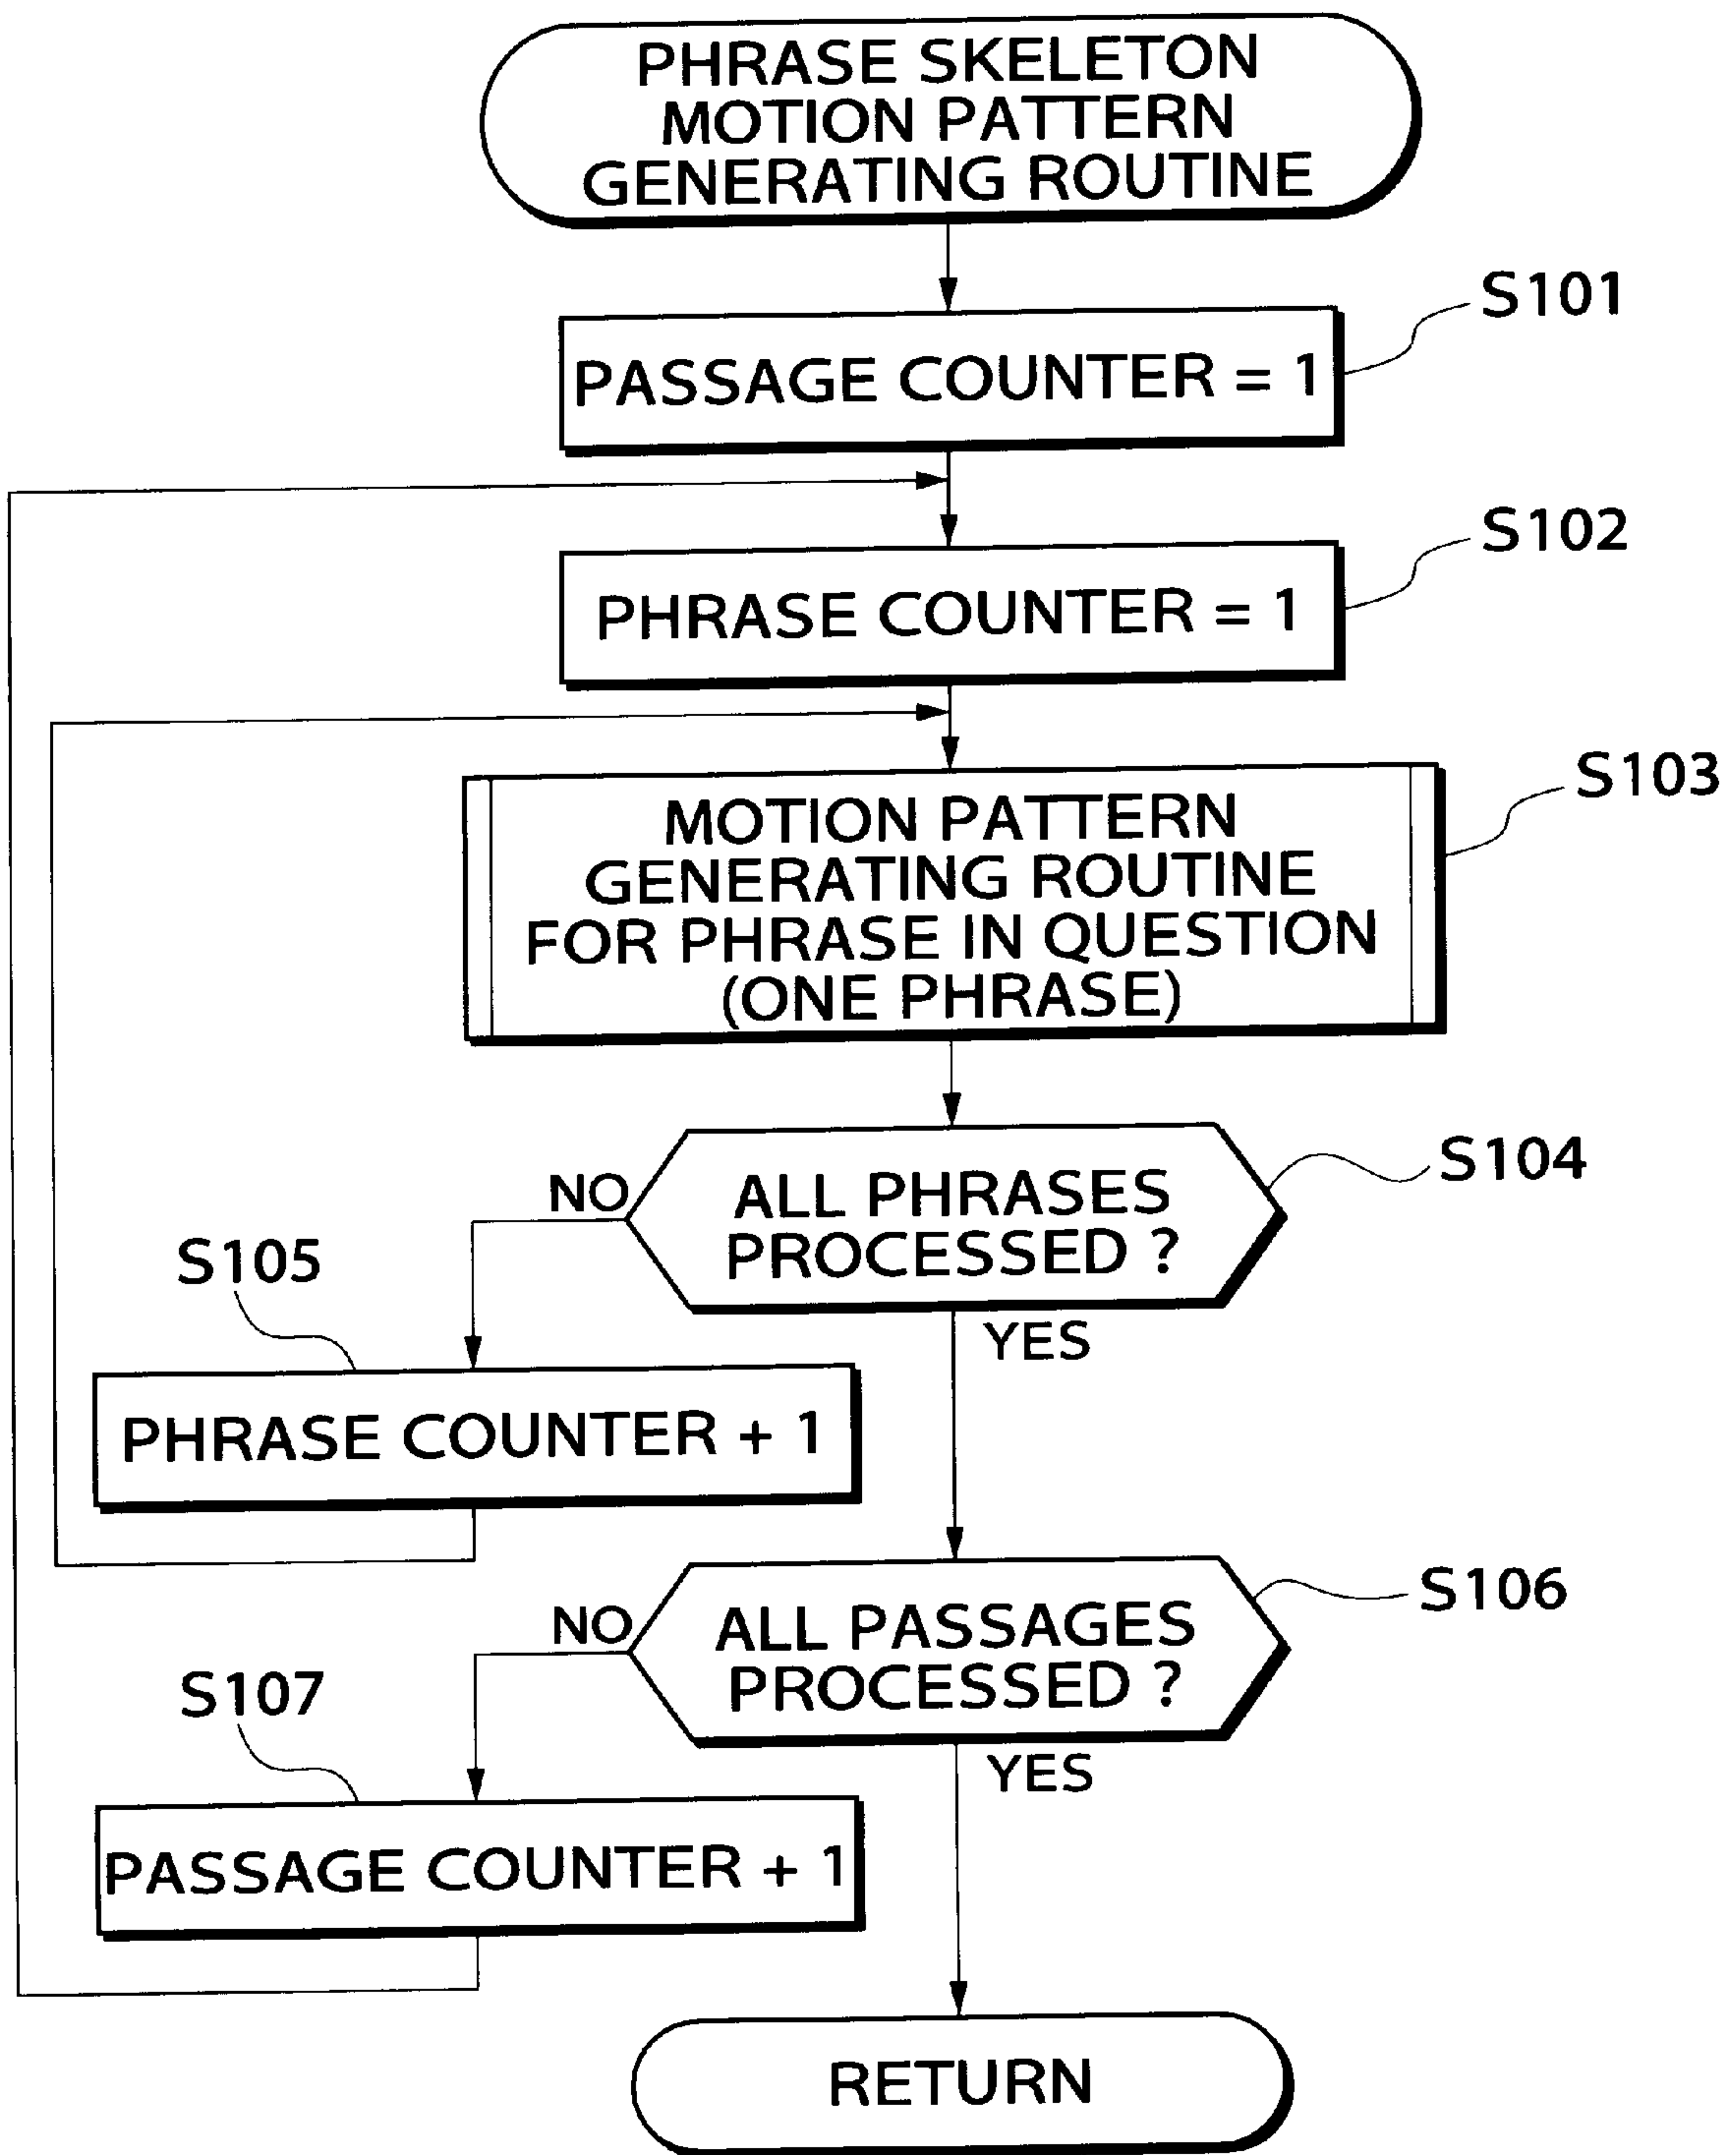 PHRASE SKELETON
MOTION PATTERN
GENERATING ROUTINE
S101
PASSAGE COUNTER = 1
S102
PHRASE COUNTER = 1
S103
MOTION PATTERN
GENERATING ROUTINE
FOR PHRASE IN QUESTION
(ONE PHRASE)
S104
NO
ALL PHRASES
PROCESSED ?
YES
S105
PHRASE COUNTER + 1
S106
NO
ALL PASSAGES
PROCESSED ?
YES
S107
PASSAGE COUNTER + 1
RETURN